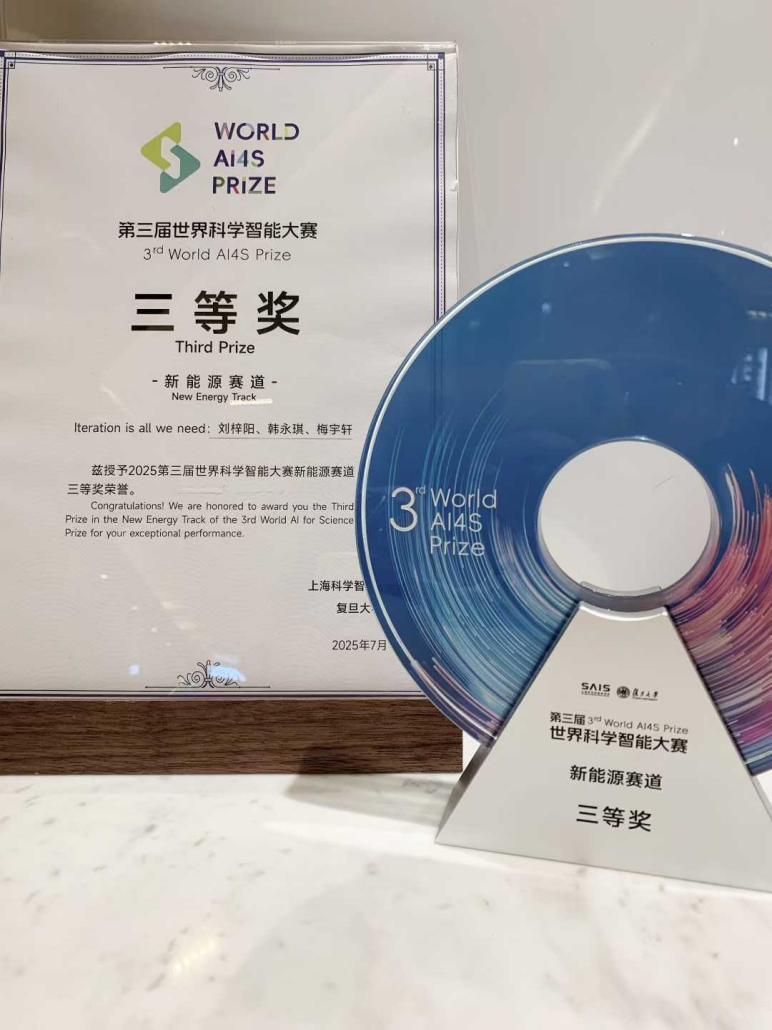 WORLD
AI4S
PRIZE
第三届世界科学智能大赛
3rd World AI4S Prize
三等奖
Third Prize
- 新能源赛道 -
New Energy Track
Iteration is all we need: 刘梓阳、韩永琪、梅宇轩
兹授予2025第三届世界科学智能大赛新能源赛道
三等奖荣誉。
Congratulations! We are honored to award you the Third
Prize in the New Energy Track of the 3rd World AI for Science
Prize for your exceptional performance.
上海科学智
复旦大
2025年7月
3rd World
AI4S
Prize
SAIS 复旦大学
第三届 3rd World AI4S Prize
世界科学智能大赛
新能源赛道
三等奖